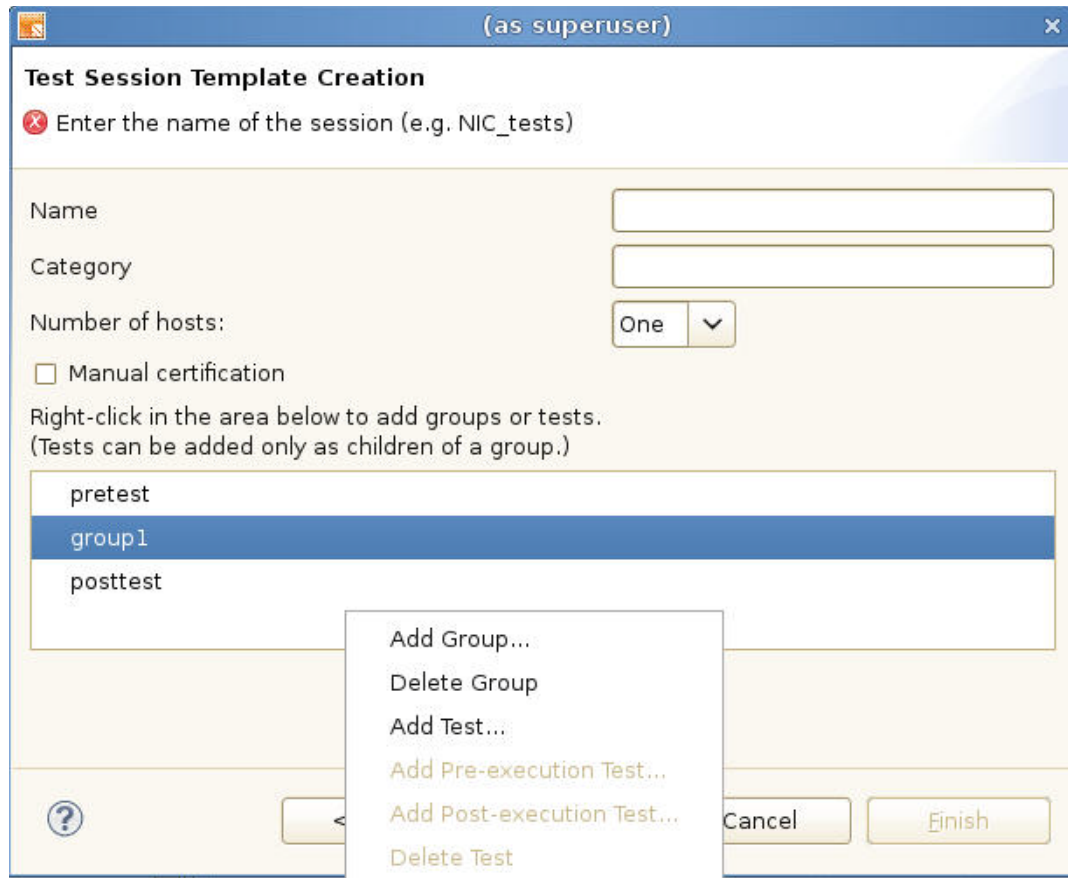 (as superuser)
Test Session Template Creation
Enter the name of the session (e.g. NIC_tests)
Name
Category
Number of hosts:
One
Manual certification
Right-click in the area below to add groups or tests.
(Tests can be added only as children of a group.)
pretest
group1
posttest
Add Group...
Delete Group
Add Test...
Add Pre-execution Test...
Add Post-execution Test...
Delete Test
<
Cancel
Finish